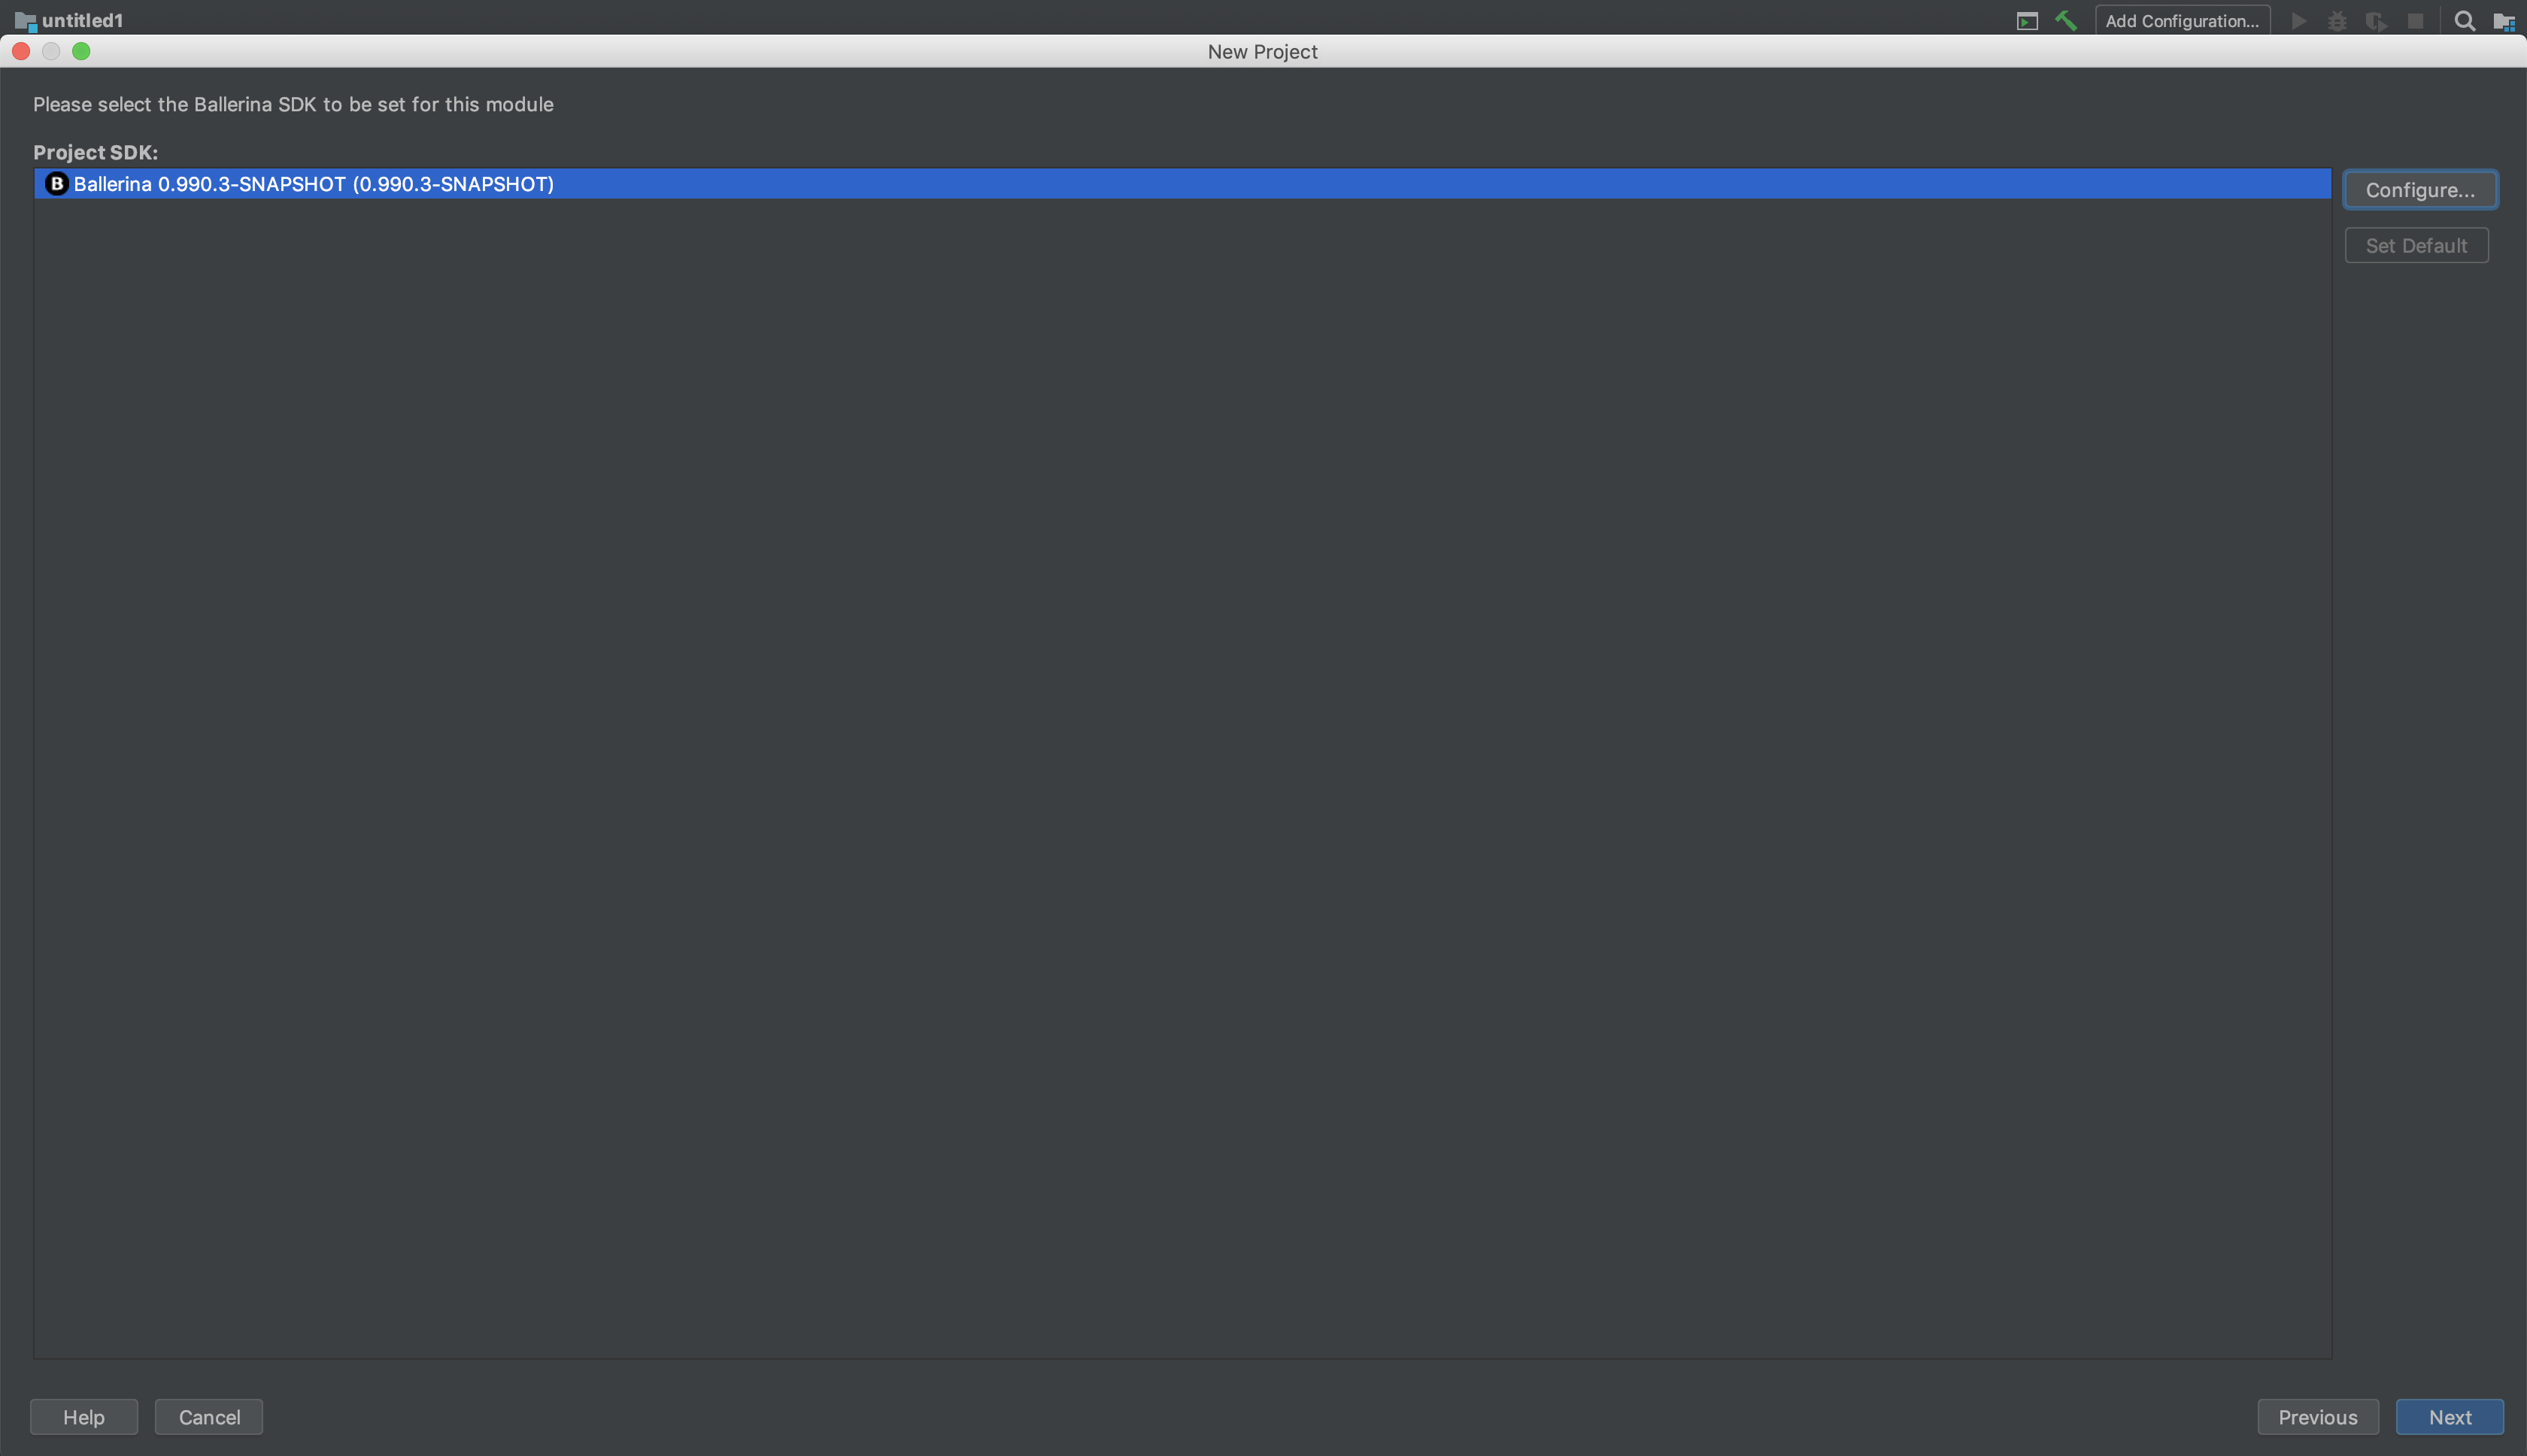 untitled1
Add Configuration...
New Project
Please select the Ballerina SDK to be set for this module
Project SDK:
B Ballerina 0.990.3-SNAPSHOT (0.990.3-SNAPSHOT)
Configure...
Set Default
Help
Cancel
Previous
Next